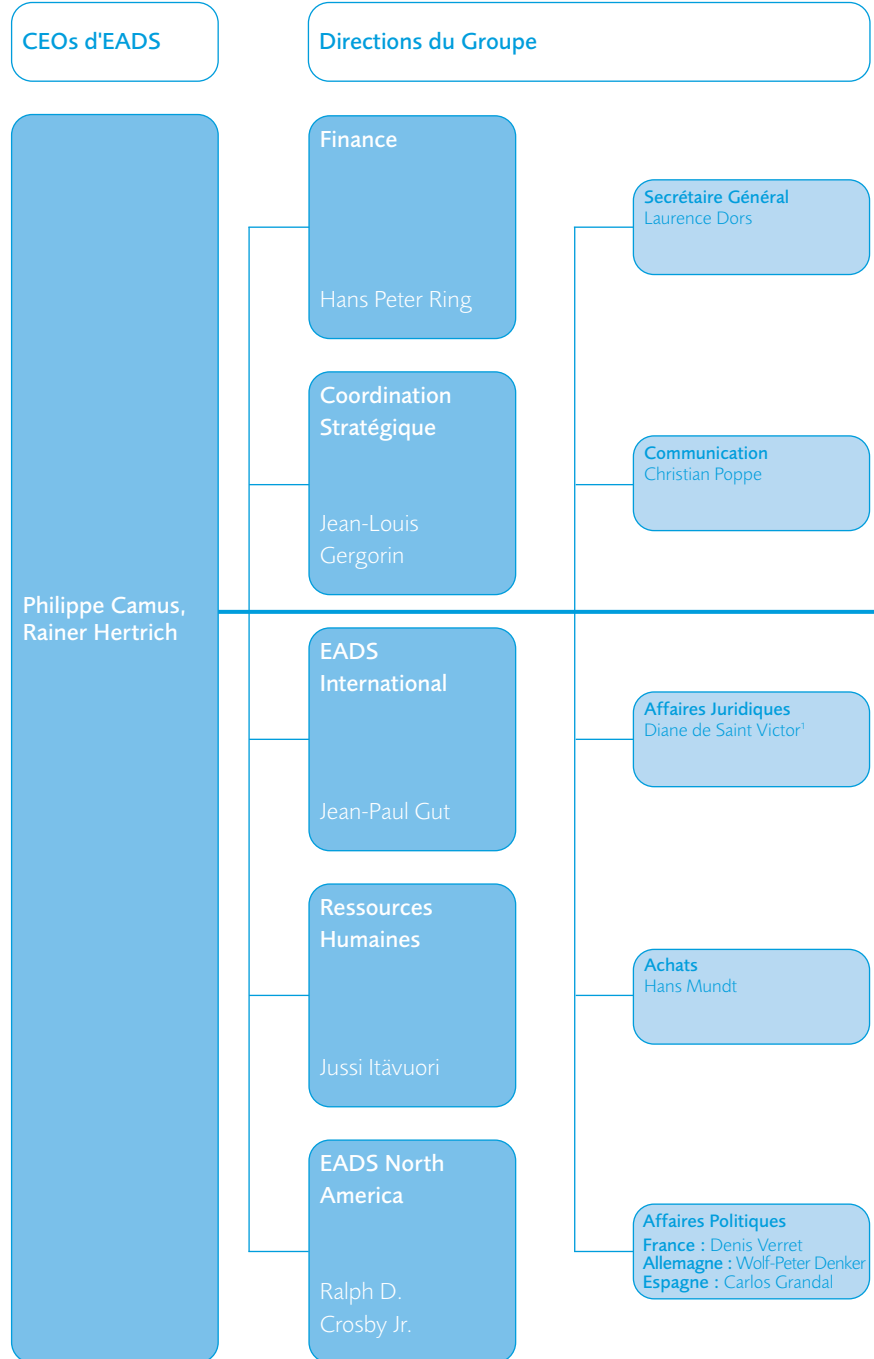 CEOs d'EADS
Directions du Groupe
Philippe Camus,
Rainer Hertrich
Finance
Hans Peter Ring
Coordination
Stratégique
Jean-Louis
Gergorin
EADS
International
Jean-Paul Gut
Ressources
Humaines
Jussi Itävuori
EADS North
America
Ralph D.
Crosby Jr.
Secrétaire Général
Laurence Dors
Communication
Christian Poppe
Affaires Juridiques
Diane de Saint Victor¹
Achats
Hans Mundt
Affaires Politiques
France : Denis Verret
Allemagne : Wolf-Peter Denker
Espagne : Carlos Grandal